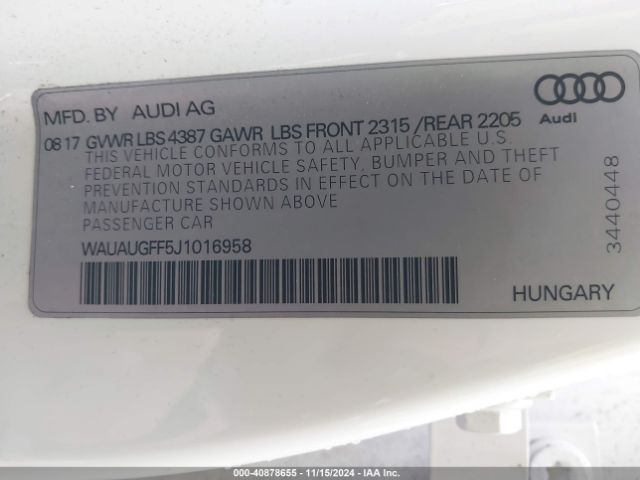 MFD. BY AUDI AG
Audi
08 17 GVWR LBS 4387 GAWR LBS FRONT 2315 / REAR 2205
THIS VEHICLE CONFORMS TO ALL APPLICABLE U.S.
FEDERAL MOTOR VEHICLE SAFETY, BUMPER AND THEFT
PREVENTION STANDARDS IN EFFECT ON THE DATE OF
MANUFACTURE SHOWN ABOVE
PASSENGER CAR
WAUAUGFF5J1016958
3440448
HUNGARY
000-40878655 - 11/15/2024 - IAA Inc.